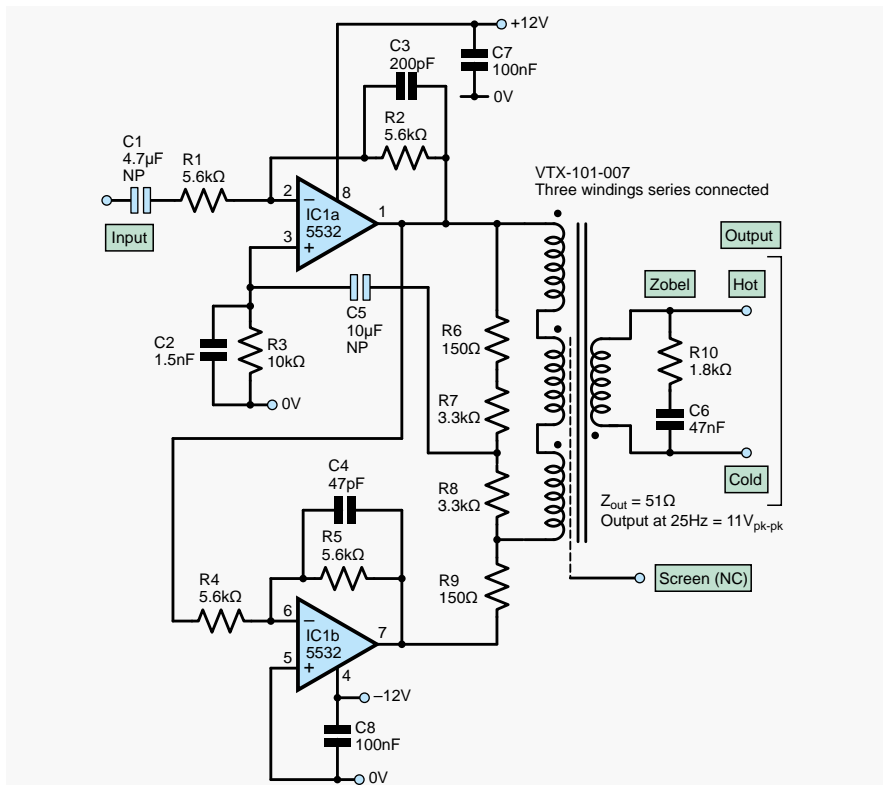 +12V
C3
200pF
C7
100nF
0V
R2
5.6kΩ
C1
4.7µF
NP
R1
5.6kΩ
VTX-101-007
Three windings series connected
2
–
8
IC1a
5532
1
3
+
Input
Output
Zobel
Hot
C5
10µF
NP
R6
150Ω
C2
1.5nF
R3
10kΩ
R10
1.8kΩ
0V
R7
3.3kΩ
C6
47nF
C4
47pF
R8
3.3kΩ
Cold
Zout = 51Ω
Output at 25Hz = 11Vpk-pk
R5
5.6kΩ
R4
5.6kΩ
R9
150Ω
Screen (NC)
6
–
IC1b
5532
7
5
+
4
–12V
C8
100nF
0V